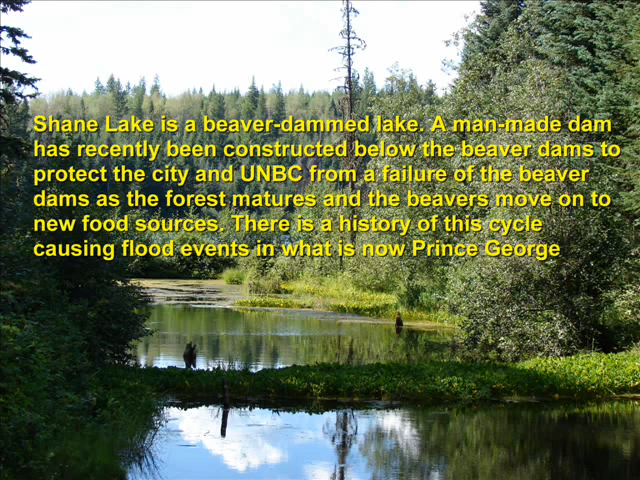 Shane Lake is a beaver-dammed lake. A man-made dam
has recently been constructed below the beaver dams to
protect the city and UNBC from a failure of the beaver
dams as the forest matures and the beavers move on to
new food sources. There is a history of this cycle
causing flood events in what is now Prince George